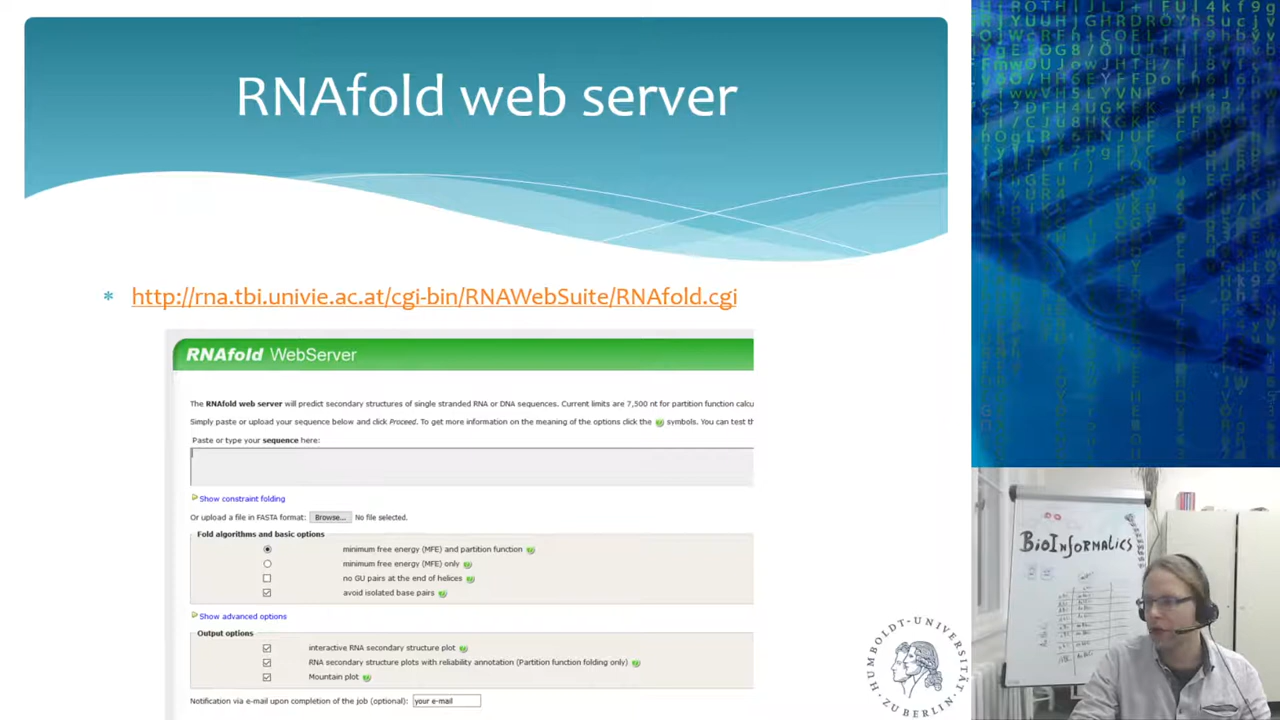 RNAfold web server
http://rna.tbi.univie.ac.at/cgi-bin/RNAWebSuite/RNAfold.cgi
RNAfold WebServer
The RNAfold web server will predict secondary structures of single stranded RNA or DNA sequences. Current limits are 7,500 nt for partition function calcu
Simply paste or upload your sequence below and click Proceed. To get more information on the meaning of the options click the symbols. You can test th
Paste or type your sequence here:
Show constraint folding
Or upload a file in FASTA format: Browse... No file selected.
Fold algorithms and basic options
minimum free energy (MFE) and partition function
minimum free energy (MFE) only
no GU pairs at the end of helices
avoid isolated base pairs
Show advanced options
Output options
interactive RNA secondary structure plot
RNA secondary structure plots with reliability annotation (Partition function folding only)
Mountain plot
Notification via e-mail upon completion of the job (optional): your e-mail
HUMBOLDT-UNIVERSITÄT ZU BERLIN
BioInformatics